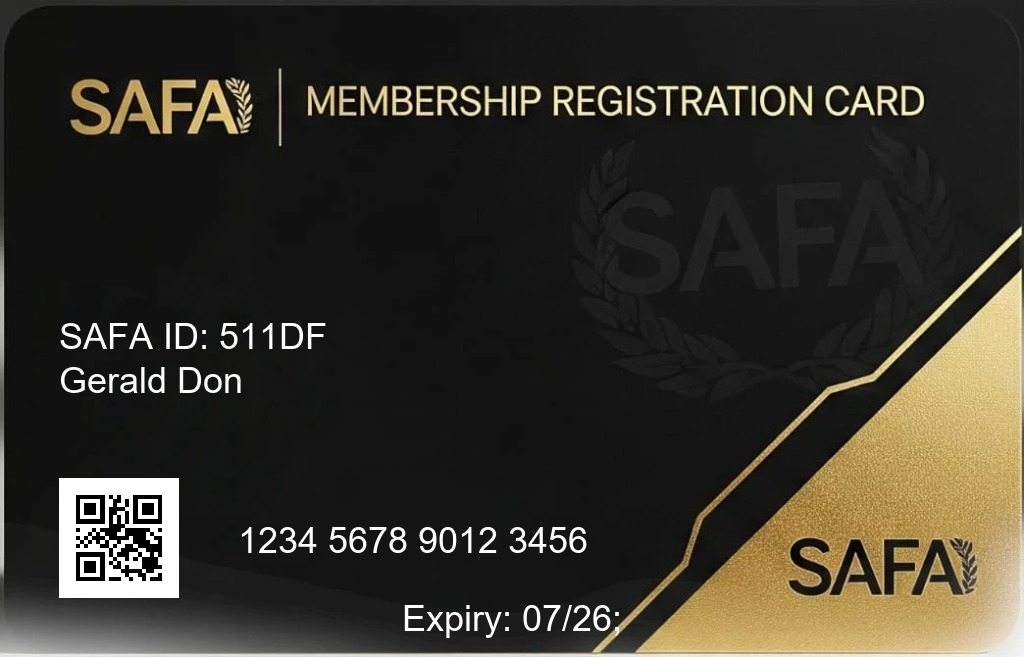 SAFA
MEMBERSHIP REGISTRATION CARD
SAFA
SAFA ID: 511DF
Gerald Don
1234 5678 9012 3456
SAFA
Expiry: 07/26;